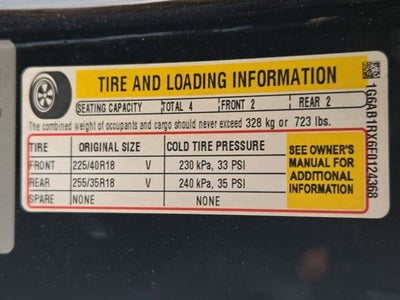 TIRE AND LOADING INFORMATION
SEATING CAPACITY TOTAL 4 FRONT 2 REAR 2
The combined weight of occupants and cargo should never exceed 328 kg or 723 lbs.
TIRE ORIGINAL SIZE COLD TIRE PRESSURE
FRONT 225/40R18 V 230 kPa, 33 PSI
REAR 255/35R18 V 240 kPa, 35 PSI
SPARE NONE NONE
SEE OWNER'S
MANUAL FOR
ADDITIONAL
INFORMATION
1G6AB1RX6F0124368